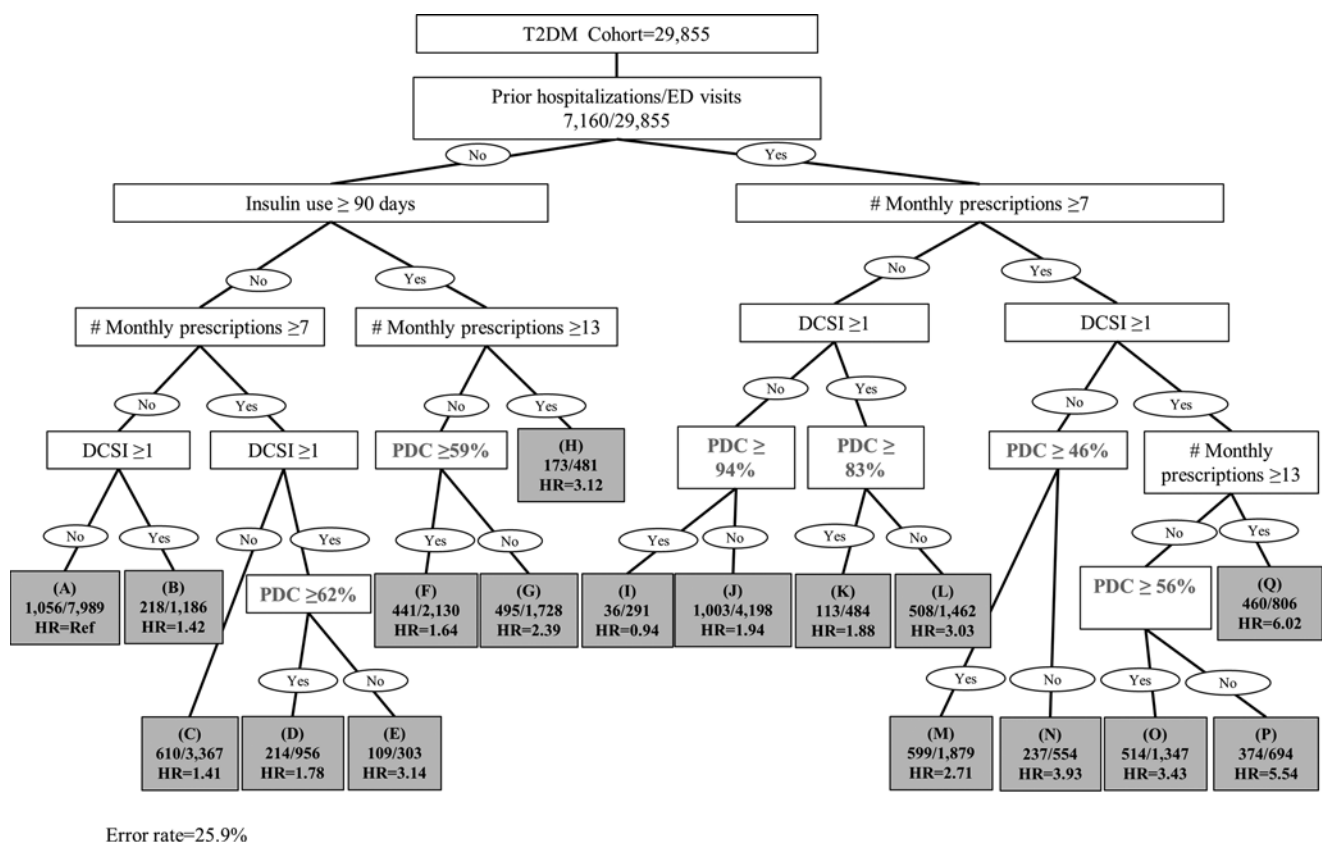 T2DM Cohort=29,855
Prior hospitalizations/ED visits
7,160/29,855
No
Yes
Insulin use ≥ 90 days
# Monthly prescriptions ≥7
No
Yes
No
Yes
# Monthly prescriptions ≥7
# Monthly prescriptions ≥13
DCSI ≥1
DCSI ≥1
No
Yes
No
Yes
No
Yes
No
Yes
DCSI ≥1
DCSI ≥1
PDC ≥59%
(H)
173/481
HR=3.12
PDC ≥
94%
PDC ≥
83%
PDC ≥ 46%
# Monthly
prescriptions ≥13
No
Yes
No
Yes
Yes
No
Yes
No
Yes
No
No
Yes
(A)
1,056/7,989
HR=Ref
(B)
218/1,186
HR=1.42
PDC ≥62%
(F)
441/2,130
HR=1.64
(G)
495/1,728
HR=2.39
(I)
36/291
HR=0.94
(J)
1,003/4,198
HR=1.94
(K)
113/484
HR=1.88
(L)
508/1,462
HR=3.03
PDC ≥ 56%
(Q)
460/806
HR=6.02
Yes
No
Yes
No
Yes
No
(C)
610/3,367
HR=1.41
(D)
214/956
HR=1.78
(E)
109/303
HR=3.14
(M)
599/1,879
HR=2.71
(N)
237/554
HR=3.93
(O)
514/1,347
HR=3.43
(P)
374/694
HR=5.54
Error rate=25.9%